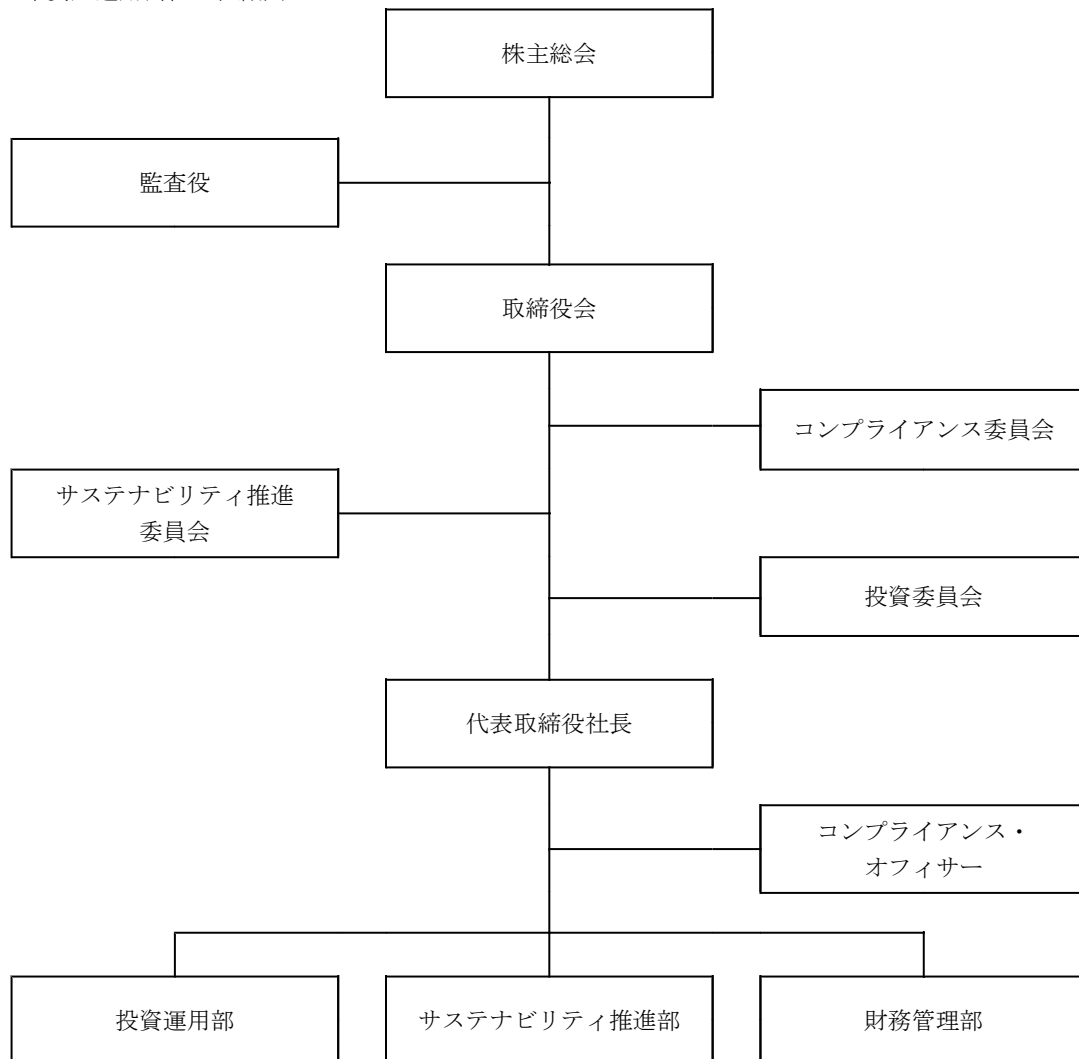 株主総会
監査役
取締役会
コンプライアンス委員会
サステナビリティ推進
委員会
投資委員会
代表取締役社長
コンプライアンス・
オフィサー
投資運用部
サステナビリティ推進部
財務管理部